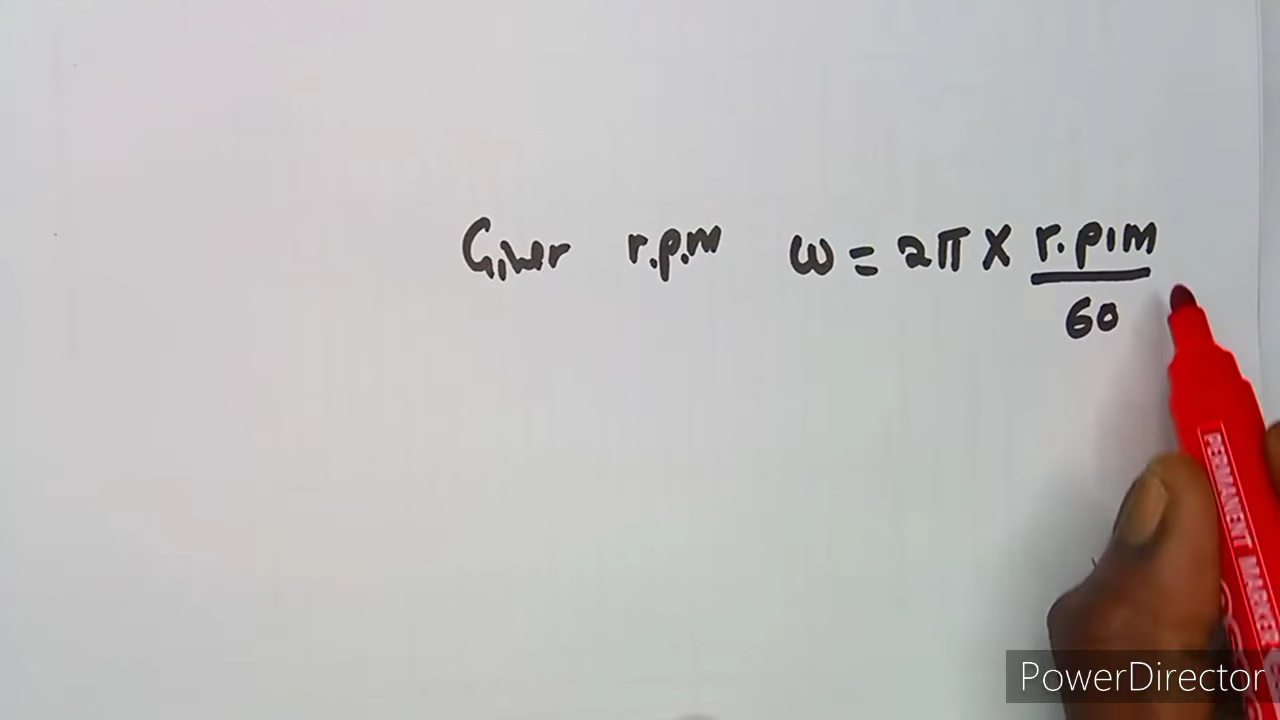 Given r.p.m ω = 2π × r.p.m
60
PERMANENT MARKER
PowerDirector